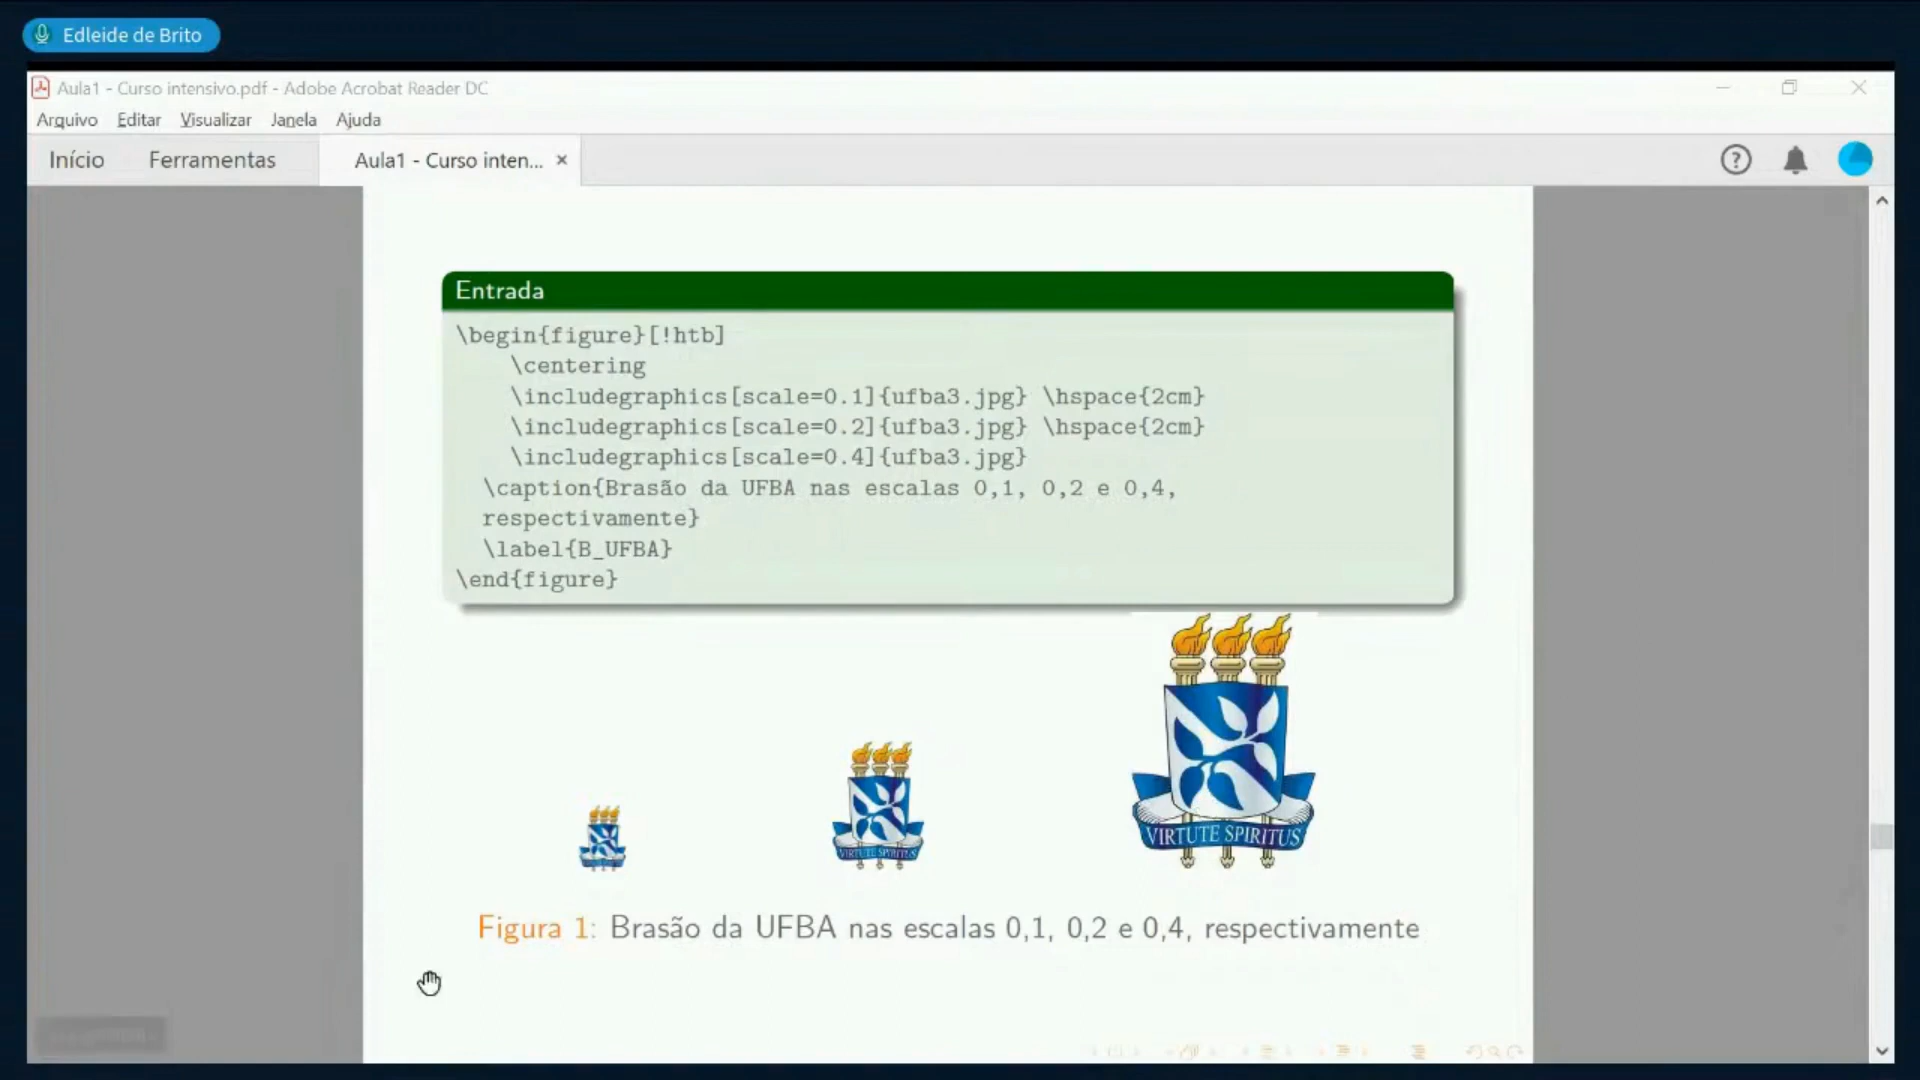 Edleide de Brito
Aula1 - Curso intensivo.pdf - Adobe Acrobat Reader DC
Arquivo Editar Visualizar Janela Ajuda
Início Ferramentas Aula1 - Curso inten... ×
Entrada
\begin{figure}[!htb]
\centering
\includegraphics[scale=0.1]{ufba3.jpg} \hspace{2cm}
\includegraphics[scale=0.2]{ufba3.jpg} \hspace{2cm}
\includegraphics[scale=0.4]{ufba3.jpg}
\caption{Brasão da UFBA nas escalas 0,1, 0,2 e 0,4,
respectivamente}
\label{B_UFBA}
\end{figure}
VIRTUTE SPIRITUS
VIRTUTE SPIRITUS
Figura 1: Brasão da UFBA nas escalas 0,1, 0,2 e 0,4, respectivamente